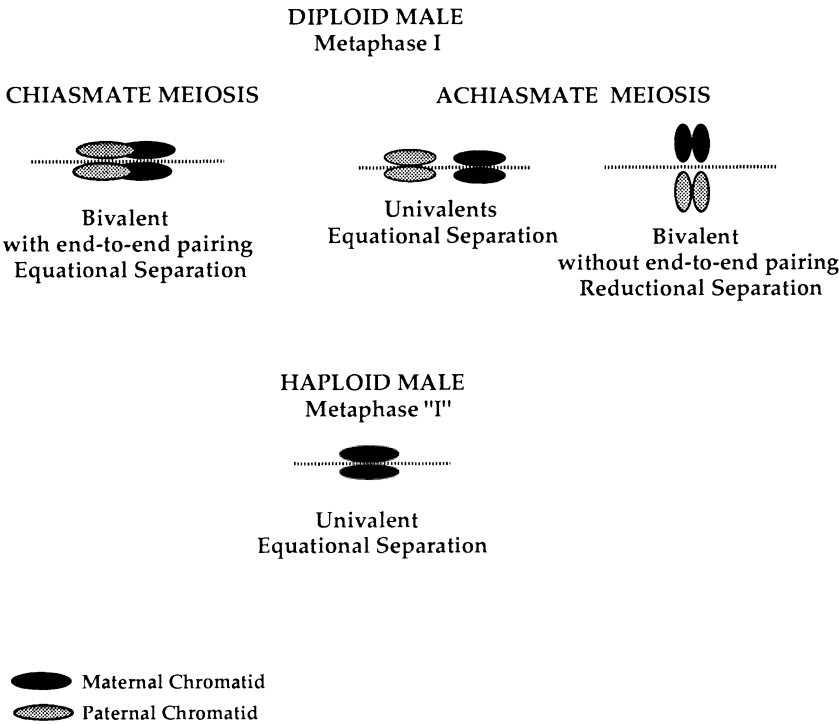 DIPLOID MALE
Metaphase I
CHIASMATE MEIOSIS
ACHIASMATE MEIOSIS
Bivalent
with end-to-end pairing
Equational Separation
Univalents
Equational Separation
Bivalent
without end-to-end pairing
Reductional Separation
HAPLOID MALE
Metaphase "I"
Univalent
Equational Separation
Maternal Chromatid
Paternal Chromatid